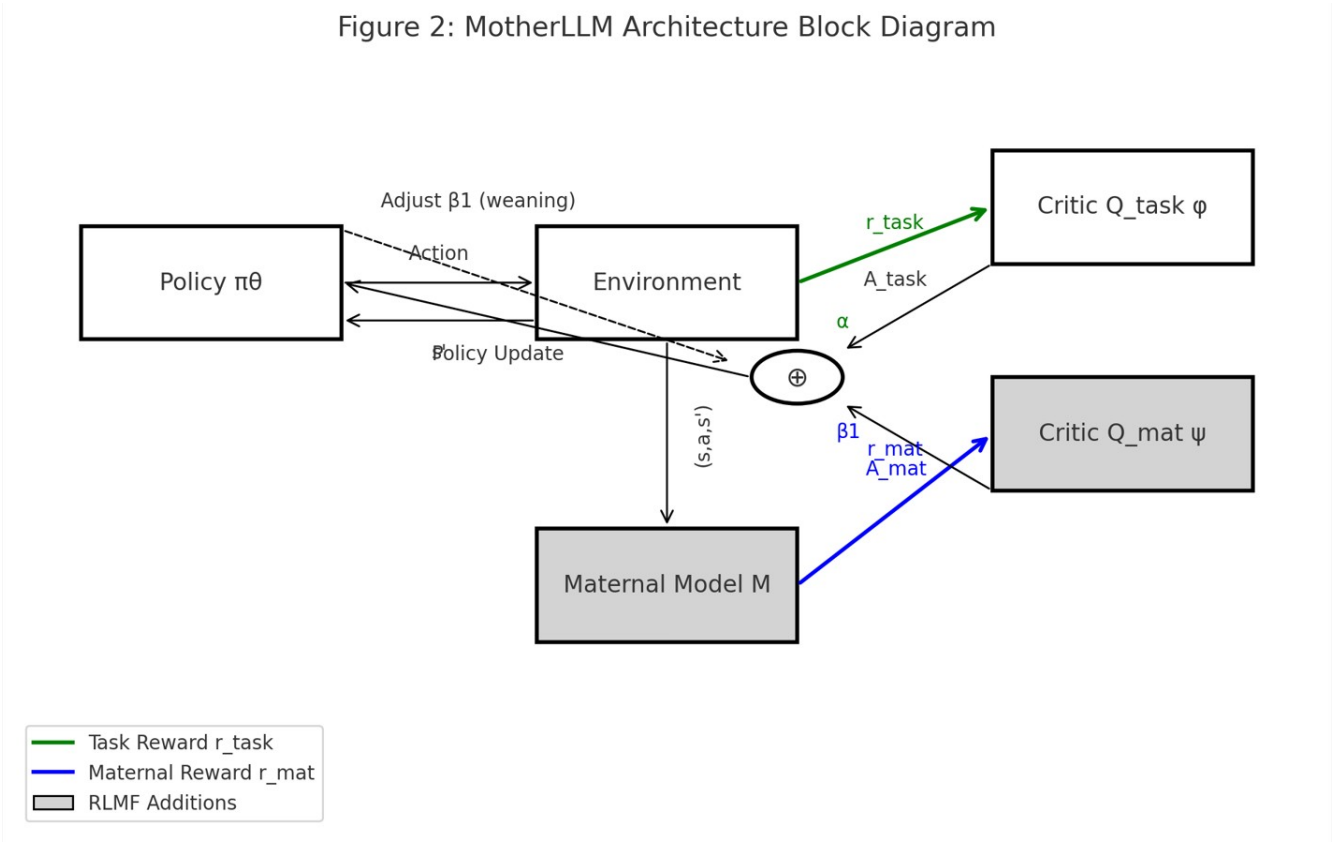 Figure 2: MotherLLM Architecture Block Diagram
Critic Q_task φ
Adjust β1 (weaning)
r_task
Action
Policy πθ
Environment
A_task
α
s'
Policy Update
⊕
(s,a,s')
β1
r_mat
A_mat
Critic Q_mat ψ
Maternal Model M
Task Reward r_task
Maternal Reward r_mat
RLMF Additions